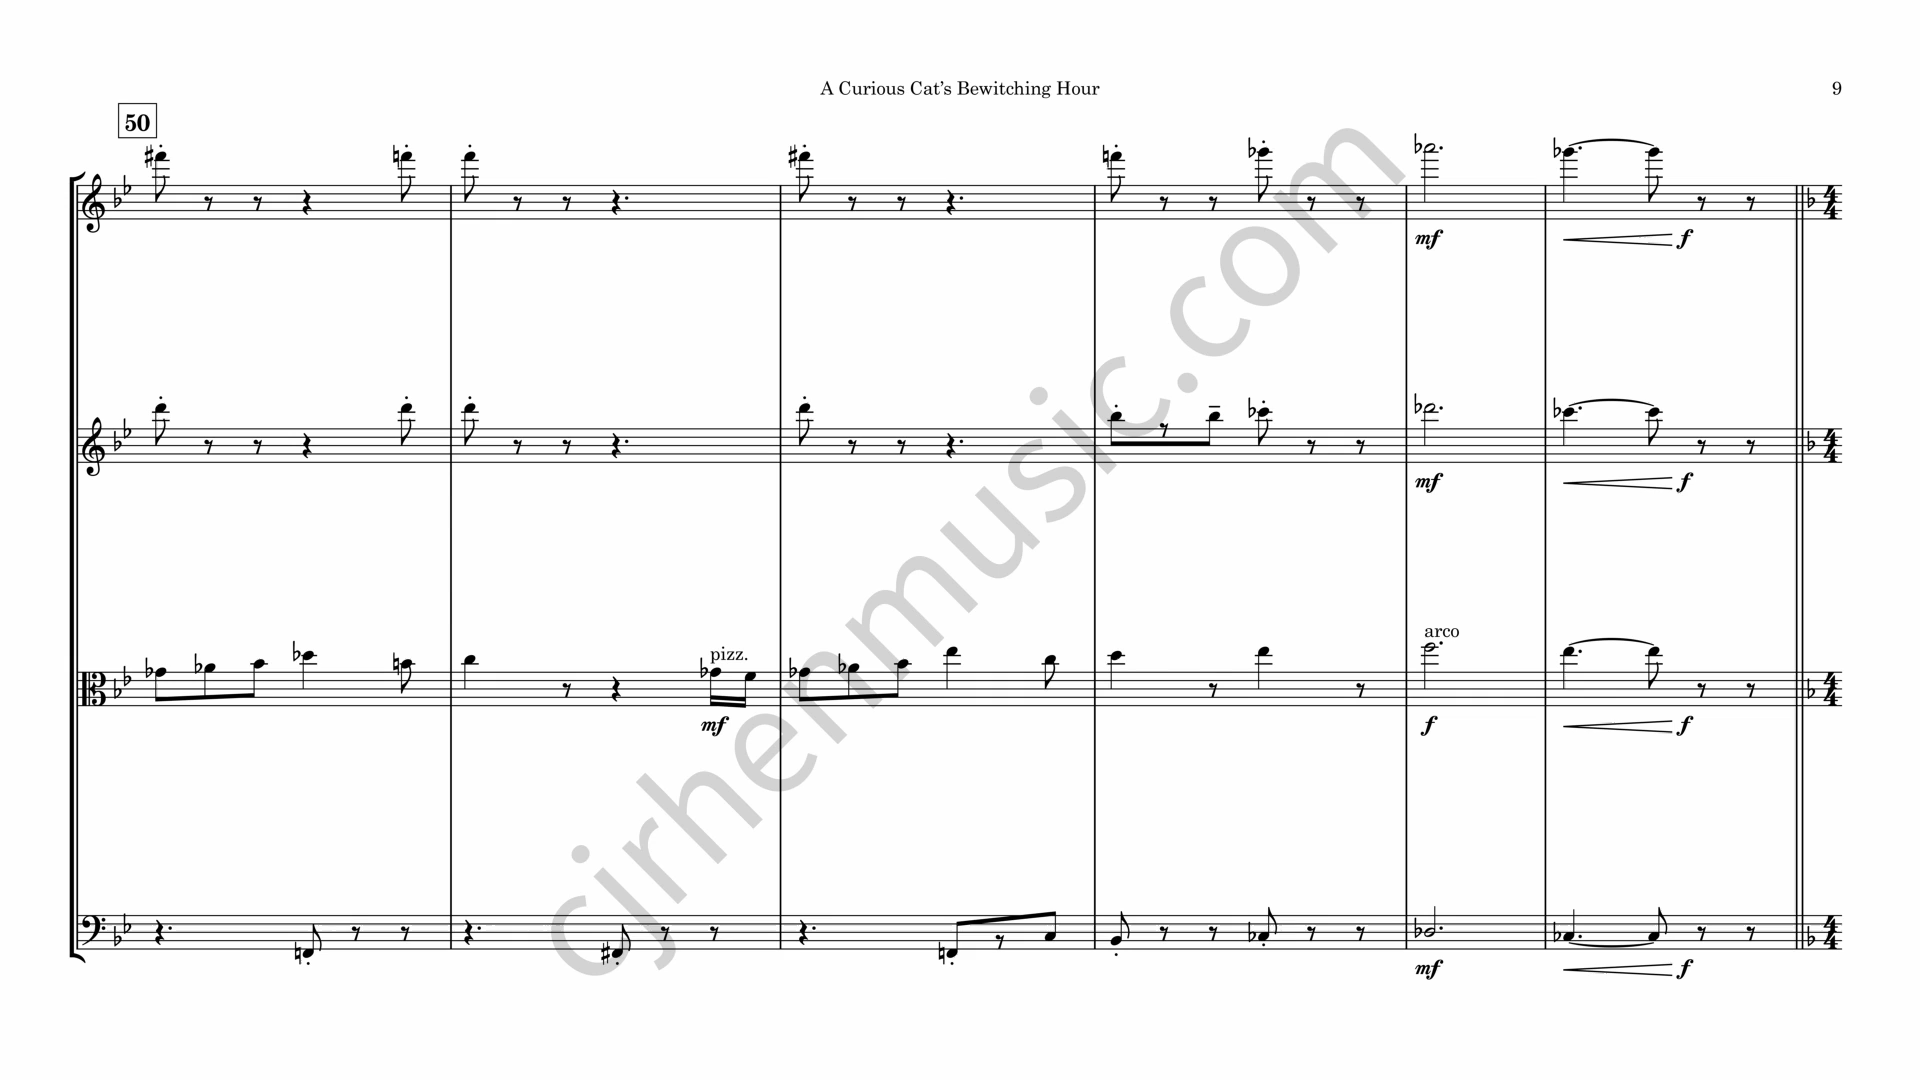 A Curious Cat's Bewitching Hour
9
50
mf
f
mf
f
pizz.
arco
mf
f
f
mf
f
cjrhenmusic.com